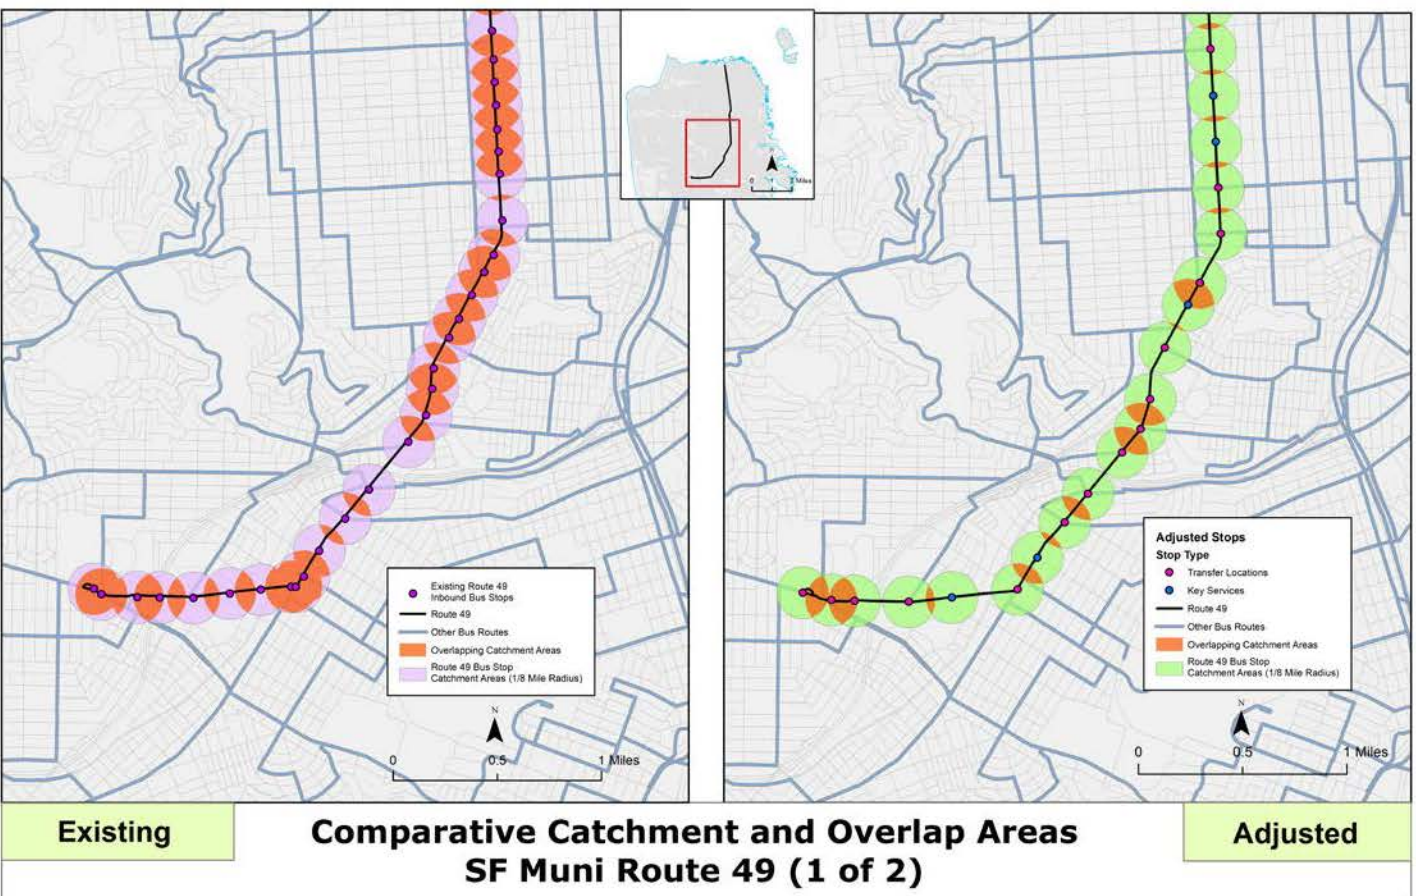 0
2 Miles
Existing Route 49
Inbound Bus Stops
Route 49
Other Bus Routes
Overlapping Catchment Areas
Route 49 Bus Stop
Catchment Areas (1/8 Mile Radius)
N
0
0.5
1 Miles
Adjusted Stops
Stop Type
Transfer Locations
Key Services
Route 49
Other Bus Routes
Overlapping Catchment Areas
Route 49 Bus Stop
Catchment Areas (1/8 Mile Radius)
N
0
0.5
1 Miles
Existing
Comparative Catchment and Overlap Areas
SF Muni Route 49 (1 of 2)
Adjusted